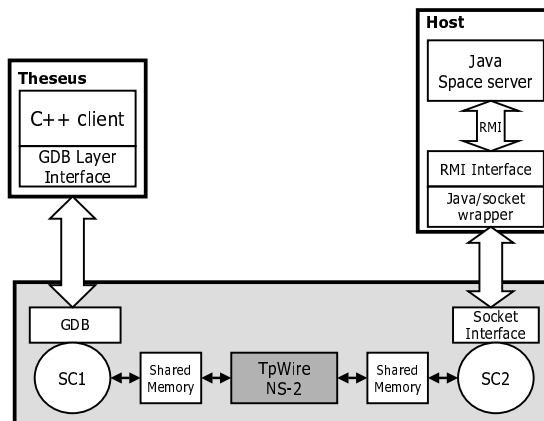 Theseus
C++ client
GDB Layer
Interface
Host
Java
Space server
RMI
RMI Interface
Java/socket
wrapper
GDB
Socket
Interface
SC1
Shared
Memory
TpWire
NS-2
Shared
Memory
SC2